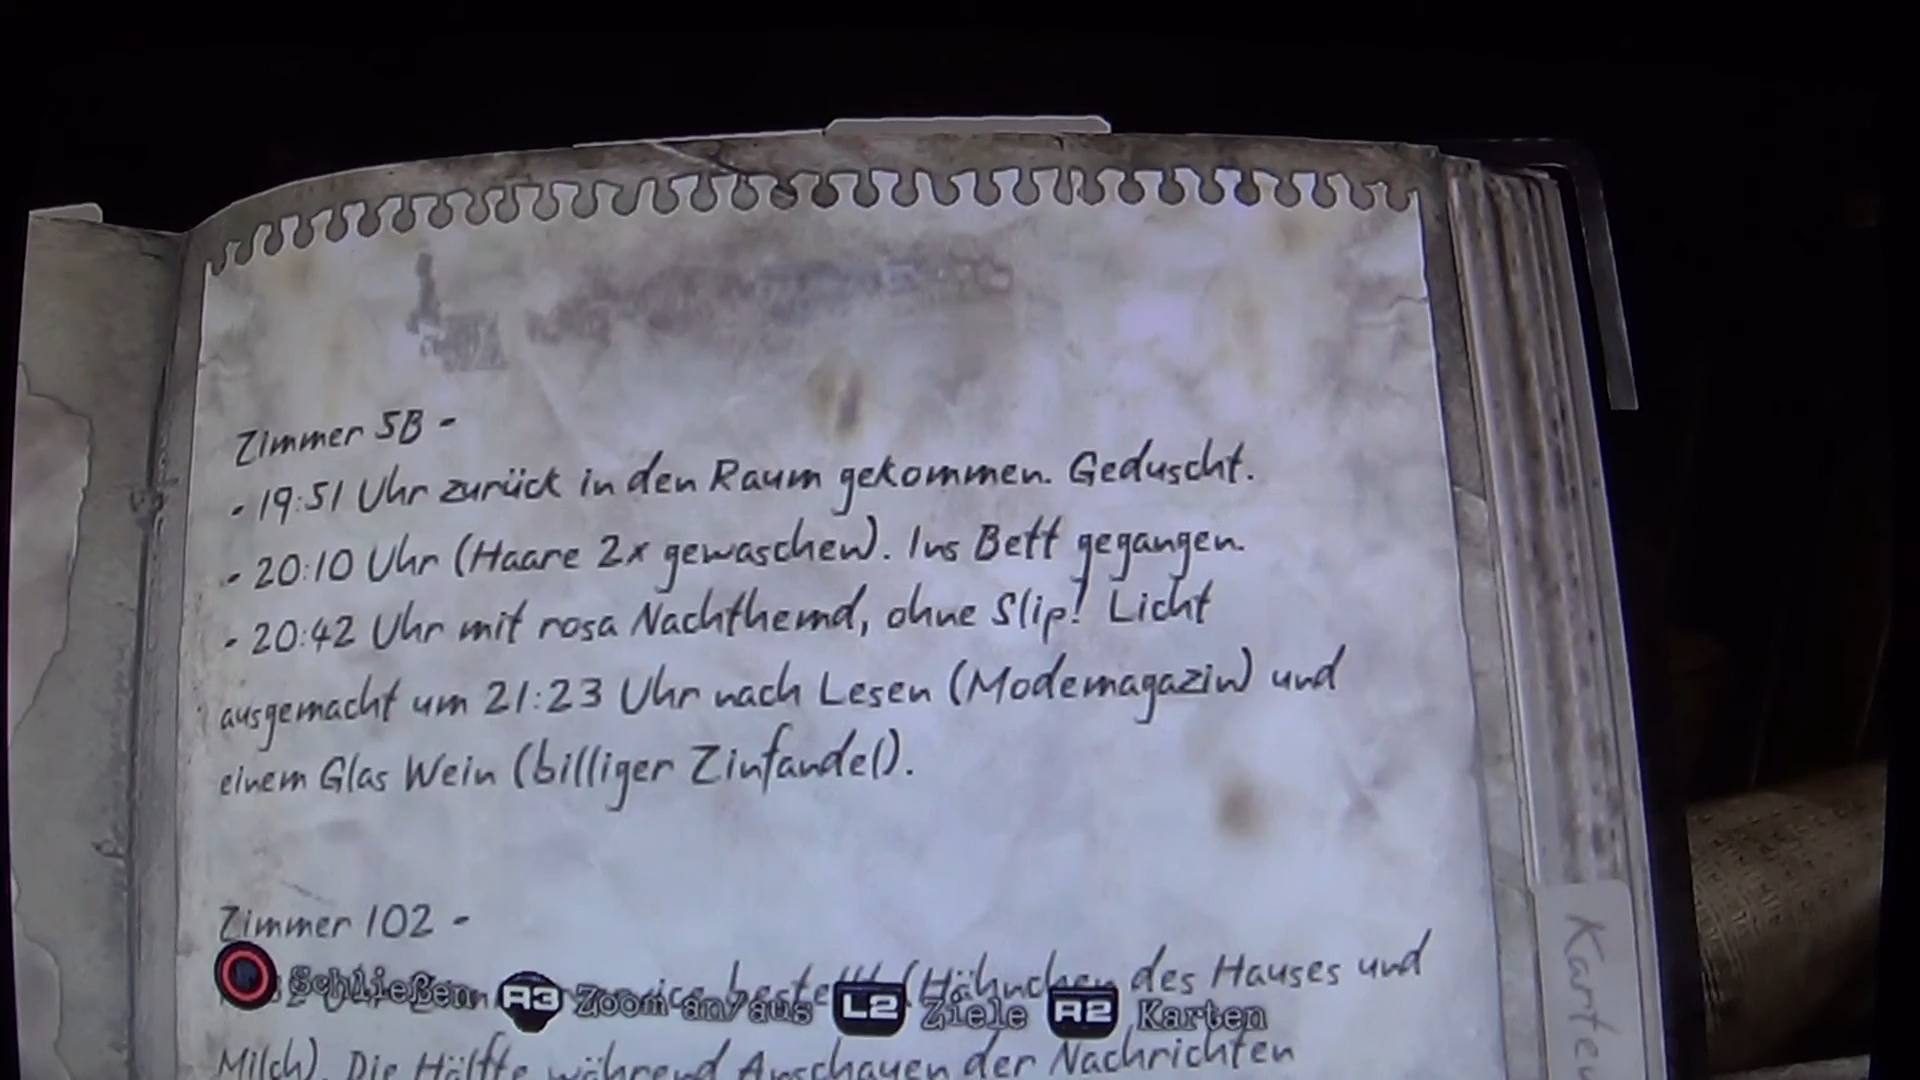 Zimmer 5B -
- 19:51 Uhr zurück in den Raum gekommen. Geduscht.
- 20:10 Uhr (Haare 2x gewaschen). Ins Bett gegangen.
- 20:42 Uhr mit rosa Nachthemd, ohne Slip! Licht
ausgemacht um 21:23 Uhr nach Lesen (Modemagazin) und
einem Glas Wein (billiger Zinfandel).
Zimmer 102 -
(Hähnchen des Hauses und
Schließen R3 Zoom an/aus L2 Ziele R2 Karten
Milch). Die Hälfte während Anschauen der Nachrichten
Karten